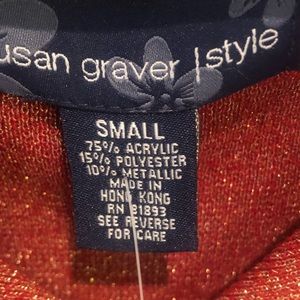 usan graver | style
SMALL
75% ACRYLIC
15% POLYESTER
10% METALLIC
MADE IN
HONG KONG
RN 81893
SEE REVERSE
FOR CARE